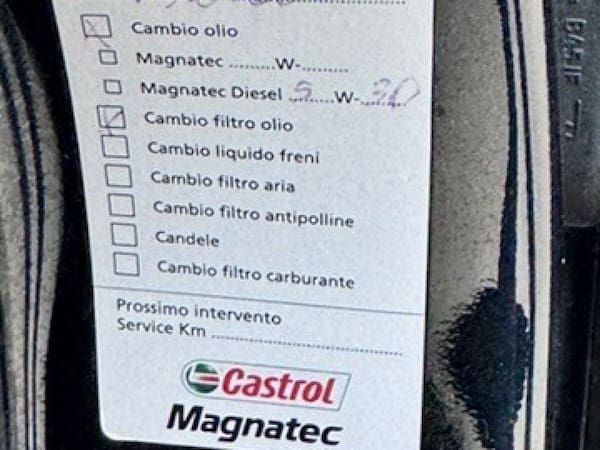 Cambio olio
Magnatec ........W-........
Magnatec Diesel 5 W- 30
Cambio filtro olio
Cambio liquido freni
Cambio filtro aria
Cambio filtro antipolline
Candele
Cambio filtro carburante
Prossimo intervento
Service Km ........................................
Castrol
Magnatec